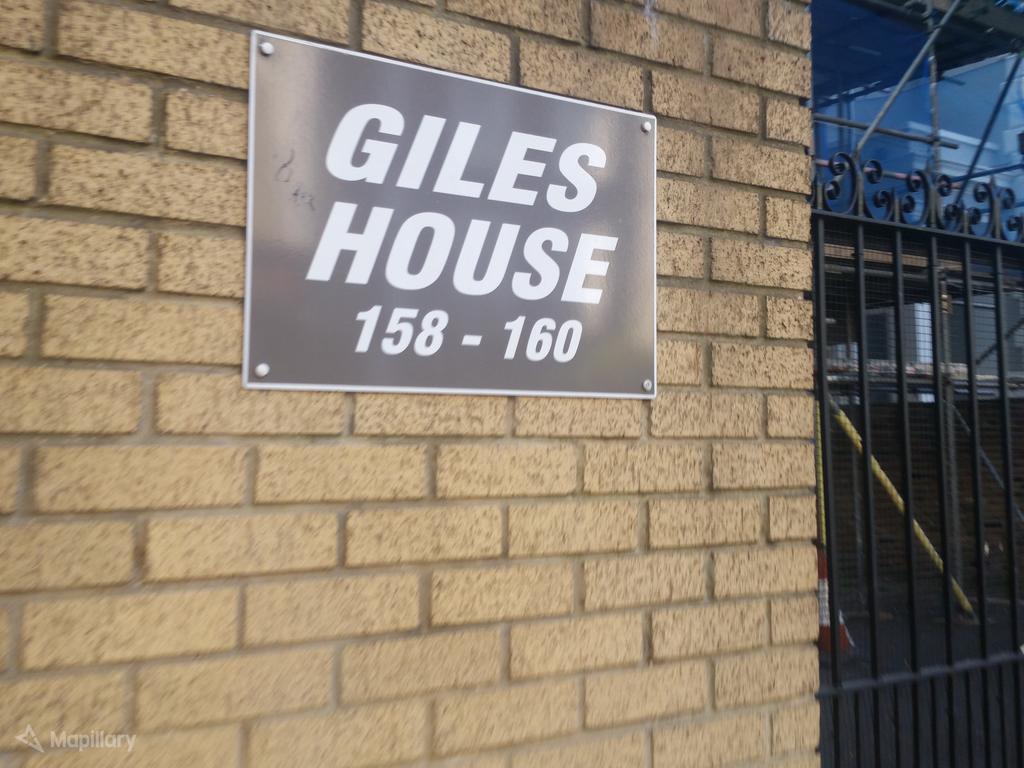 GILES
HOUSE
158 - 160
Mapillary